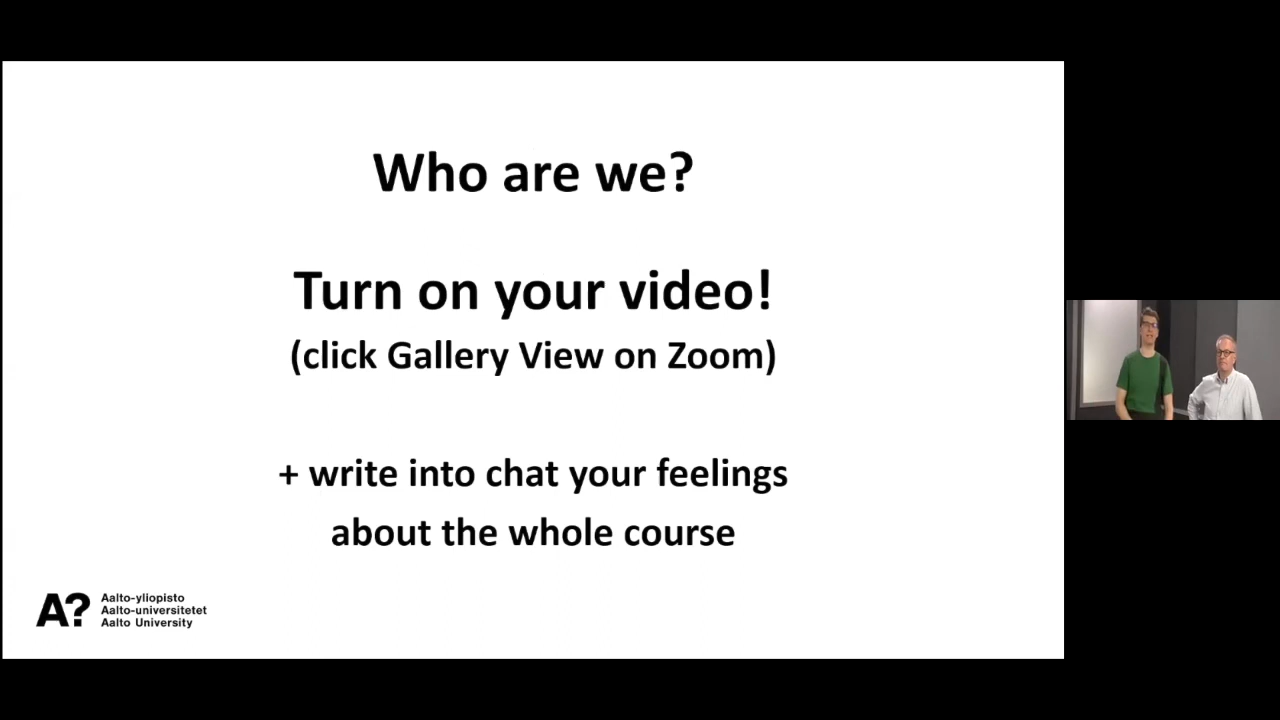 Who are we?
Turn on your video!
(click Gallery View on Zoom)
+ write into chat your feelings
about the whole course
A?
Aalto-yliopisto
Aalto-universitetet
Aalto University